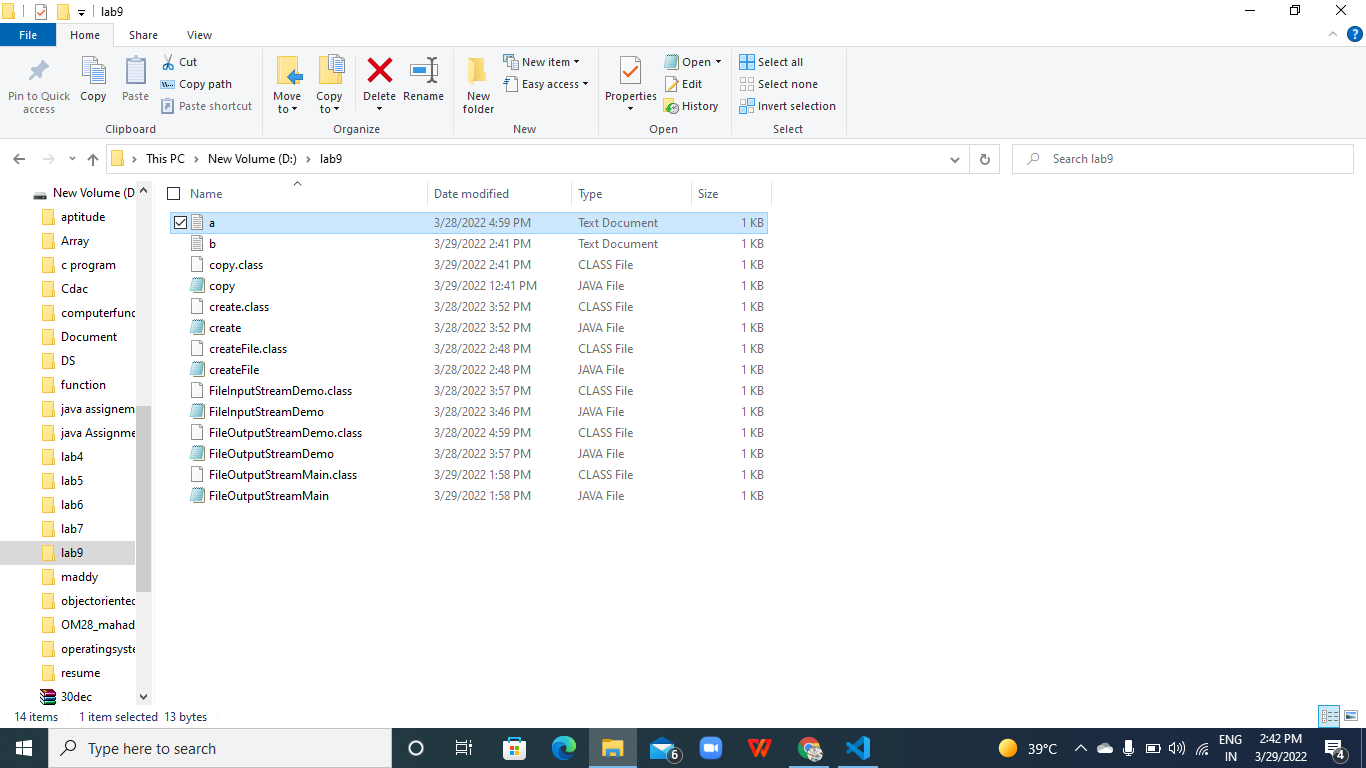 lab9
File Home Share View
Pin to Quick access
Copy
Paste
Cut
Copy path
Paste shortcut
Clipboard
Move to
Copy to
Delete
Rename
Organize
New folder
New item
Easy access
New
Properties
Open
Edit
History
Open
Select all
Select none
Invert selection
Select
This PC New Volume (D:) lab9
Search lab9
New Volume (D
aptitude
Array
c program
Cdac
computerfund
Document
DS
function
java assignem
java Assignme
lab4
lab5
lab6
lab7
lab9
maddy
objectoriented
OM28_mahad
operatingsyste
resume
30dec
Name Date modified Type Size
a 3/28/2022 4:59 PM Text Document 1 KB
b 3/29/2022 2:41 PM Text Document 1 KB
copy.class 3/29/2022 2:41 PM CLASS File 1 KB
copy 3/29/2022 12:41 PM JAVA File 1 KB
create.class 3/28/2022 3:52 PM CLASS File 1 KB
create 3/28/2022 3:52 PM JAVA File 1 KB
createFile.class 3/28/2022 2:48 PM CLASS File 1 KB
createFile 3/28/2022 2:48 PM JAVA File 1 KB
FileInputStreamDemo.class 3/28/2022 3:57 PM CLASS File 1 KB
FileInputStreamDemo 3/28/2022 3:46 PM JAVA File 1 KB
FileOutputStreamDemo.class 3/28/2022 4:59 PM CLASS File 1 KB
FileOutputStreamDemo 3/28/2022 3:57 PM JAVA File 1 KB
FileOutputStreamMain.class 3/29/2022 1:58 PM CLASS File 1 KB
FileOutputStreamMain 3/29/2022 1:58 PM JAVA File 1 KB
14 items 1 item selected 13 bytes
Type here to search
6
39°C
ENG
IN
2:42 PM
3/29/2022
4